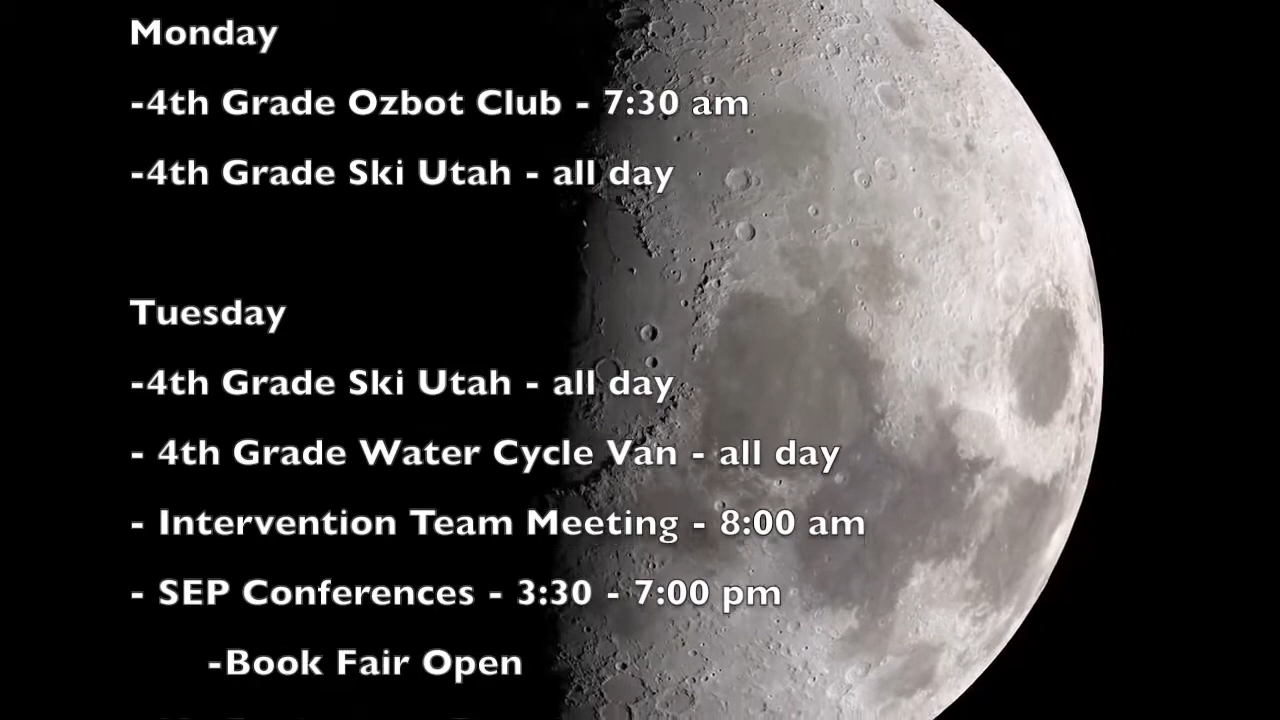 Monday
-4th Grade Ozbot Club - 7:30 am
-4th Grade Ski Utah - all day
Tuesday
-4th Grade Ski Utah - all day
- 4th Grade Water Cycle Van - all day
- Intervention Team Meeting - 8:00 am
- SEP Conferences - 3:30 - 7:00 pm
-Book Fair Open